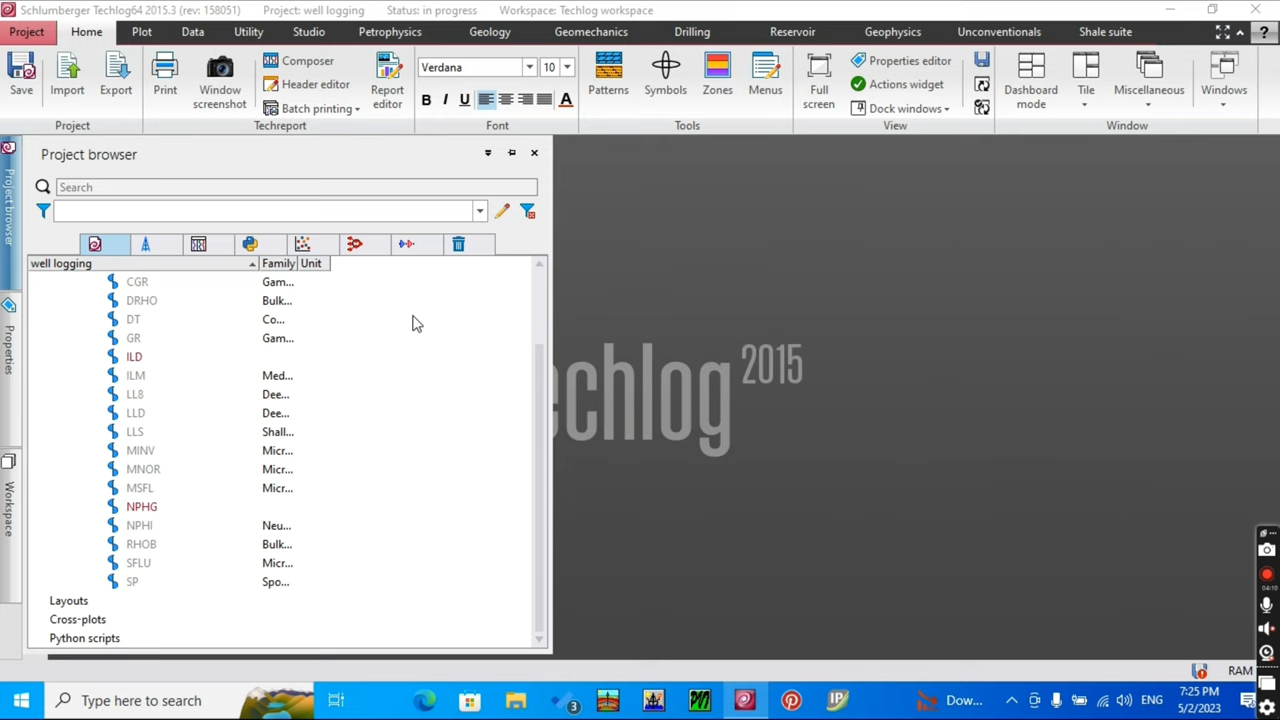 Schlumberger Techlog64 2015.3 (rev: 158051) Project: well logging Status: in progress Workspace: Techlog workspace
Project Home Plot Data Utility Studio Petrophysics Geology Geomechanics Drilling Reservoir Geophysics Unconventionals Shale suite ?
Save Import Export Print Window screenshot Composer Header editor Batch printing Report editor
Verdana 10
B I U A
Patterns Symbols Zones Menus Full screen Properties editor Actions widget Dock windows Dashboard mode Tile Miscellaneous Windows
Project Techreport Font Tools View Window
Project browser
Search
well logging Family Unit
CGR Gam...
DRHO Bulk...
DT Co...
GR Gam...
ILD
ILM Med...
LL8 Dee...
LLD Dee...
LLS Shall...
MINV Micr...
MNOR Micr...
MSFL Micr...
NPHG
NPHI Neu...
RHOB Bulk...
SFLU Micr...
SP Spo...
Layouts
Cross-plots
Python scripts
Project browser
Properties
Workspace
echlog 2015
04:10
RAM
Type here to search
3
IP
Dow...
ENG
7:25 PM
5/2/2023